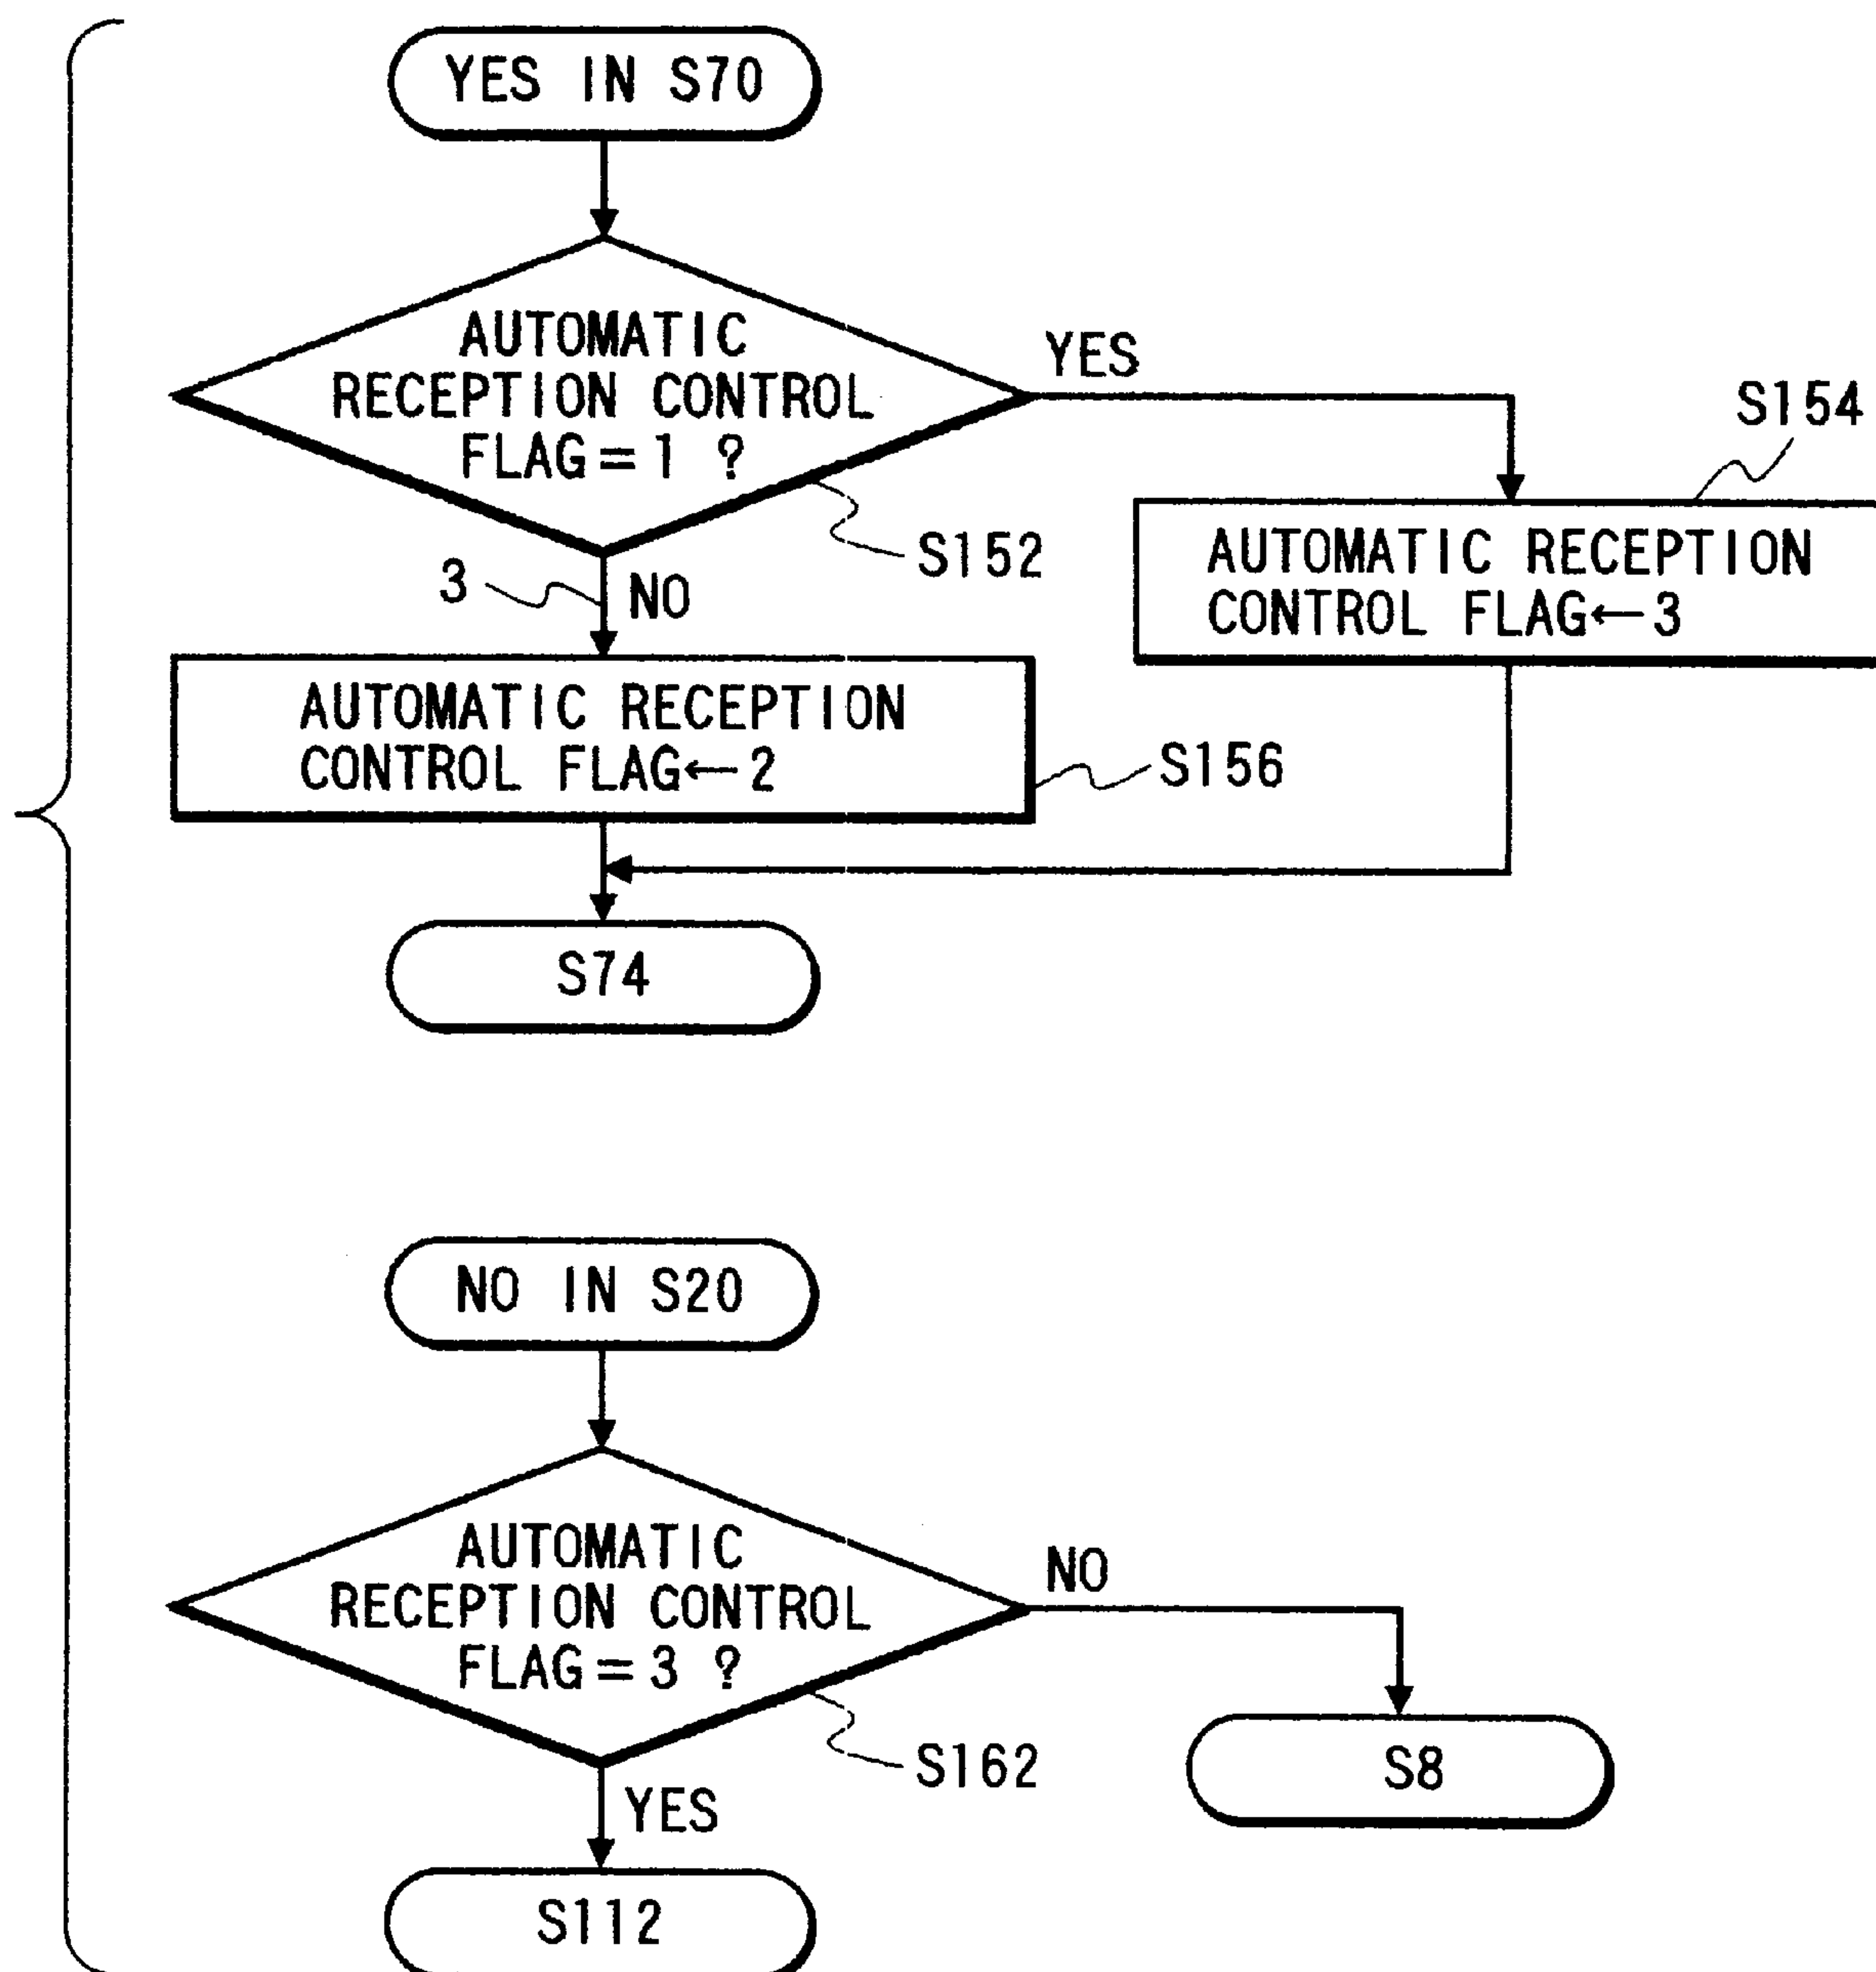 YES IN S70
AUTOMATIC
RECEPTION CONTROL
FLAG=1 ?
YES
S154
S152
AUTOMATIC RECEPTION
CONTROL FLAG←3
3
NO
AUTOMATIC RECEPTION
CONTROL FLAG←2
S156
S74
NO IN S20
AUTOMATIC
RECEPTION CONTROL
FLAG=3 ?
NO
S162
S8
YES
S112